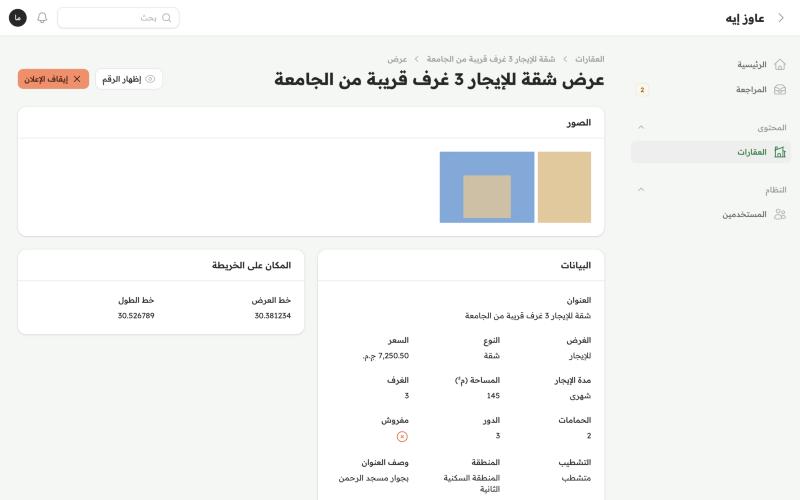 عاوز إيه
بحث
ما
الرئيسية
المراجعة
2
المحتوى
العقارات
النظام
المستخدمين
العقارات > شقة للإيجار 3 غرف قريبة من الجامعة > عرض
عرض شقة للإيجار 3 غرف قريبة من الجامعة
إظهار الرقم
إيقاف الإعلان
الصور
البيانات
العنوان
شقة للإيجار 3 غرف قريبة من الجامعة
الغرض النوع السعر
للإيجار شقة 7,250.50 ج.م.
مدة الإيجار المساحة (م²) الغرف
شهري 145 3
الحمامات الدور مفروش
2 3
التشطيب المنطقة وصف العنوان
متشطب المنطقة السكنية الثانية بجوار مسجد الرحمن
المكان على الخريطة
خط العرض خط الطول
30.381234 30.526789